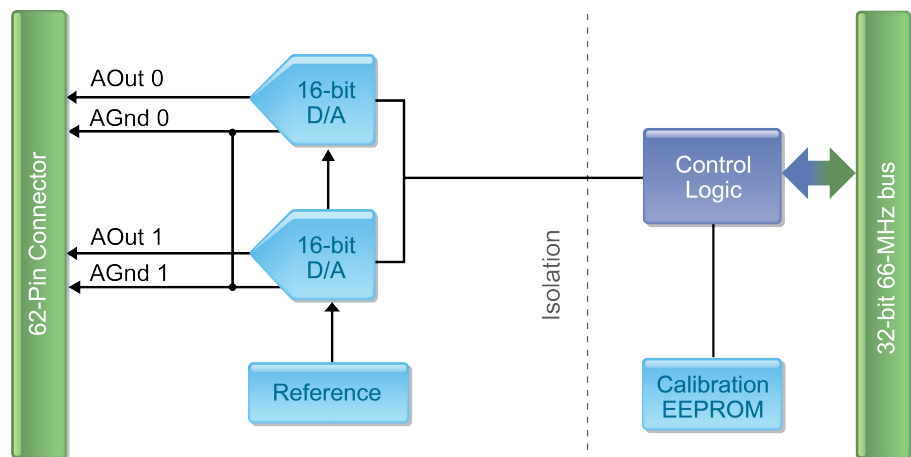 62-Pin Connector
AOut 0
AGnd 0
16-bit
D/A
AOut 1
AGnd 1
16-bit
D/A
Reference
Isolation
Control
Logic
Calibration
EEPROM
32-bit 66-MHz bus